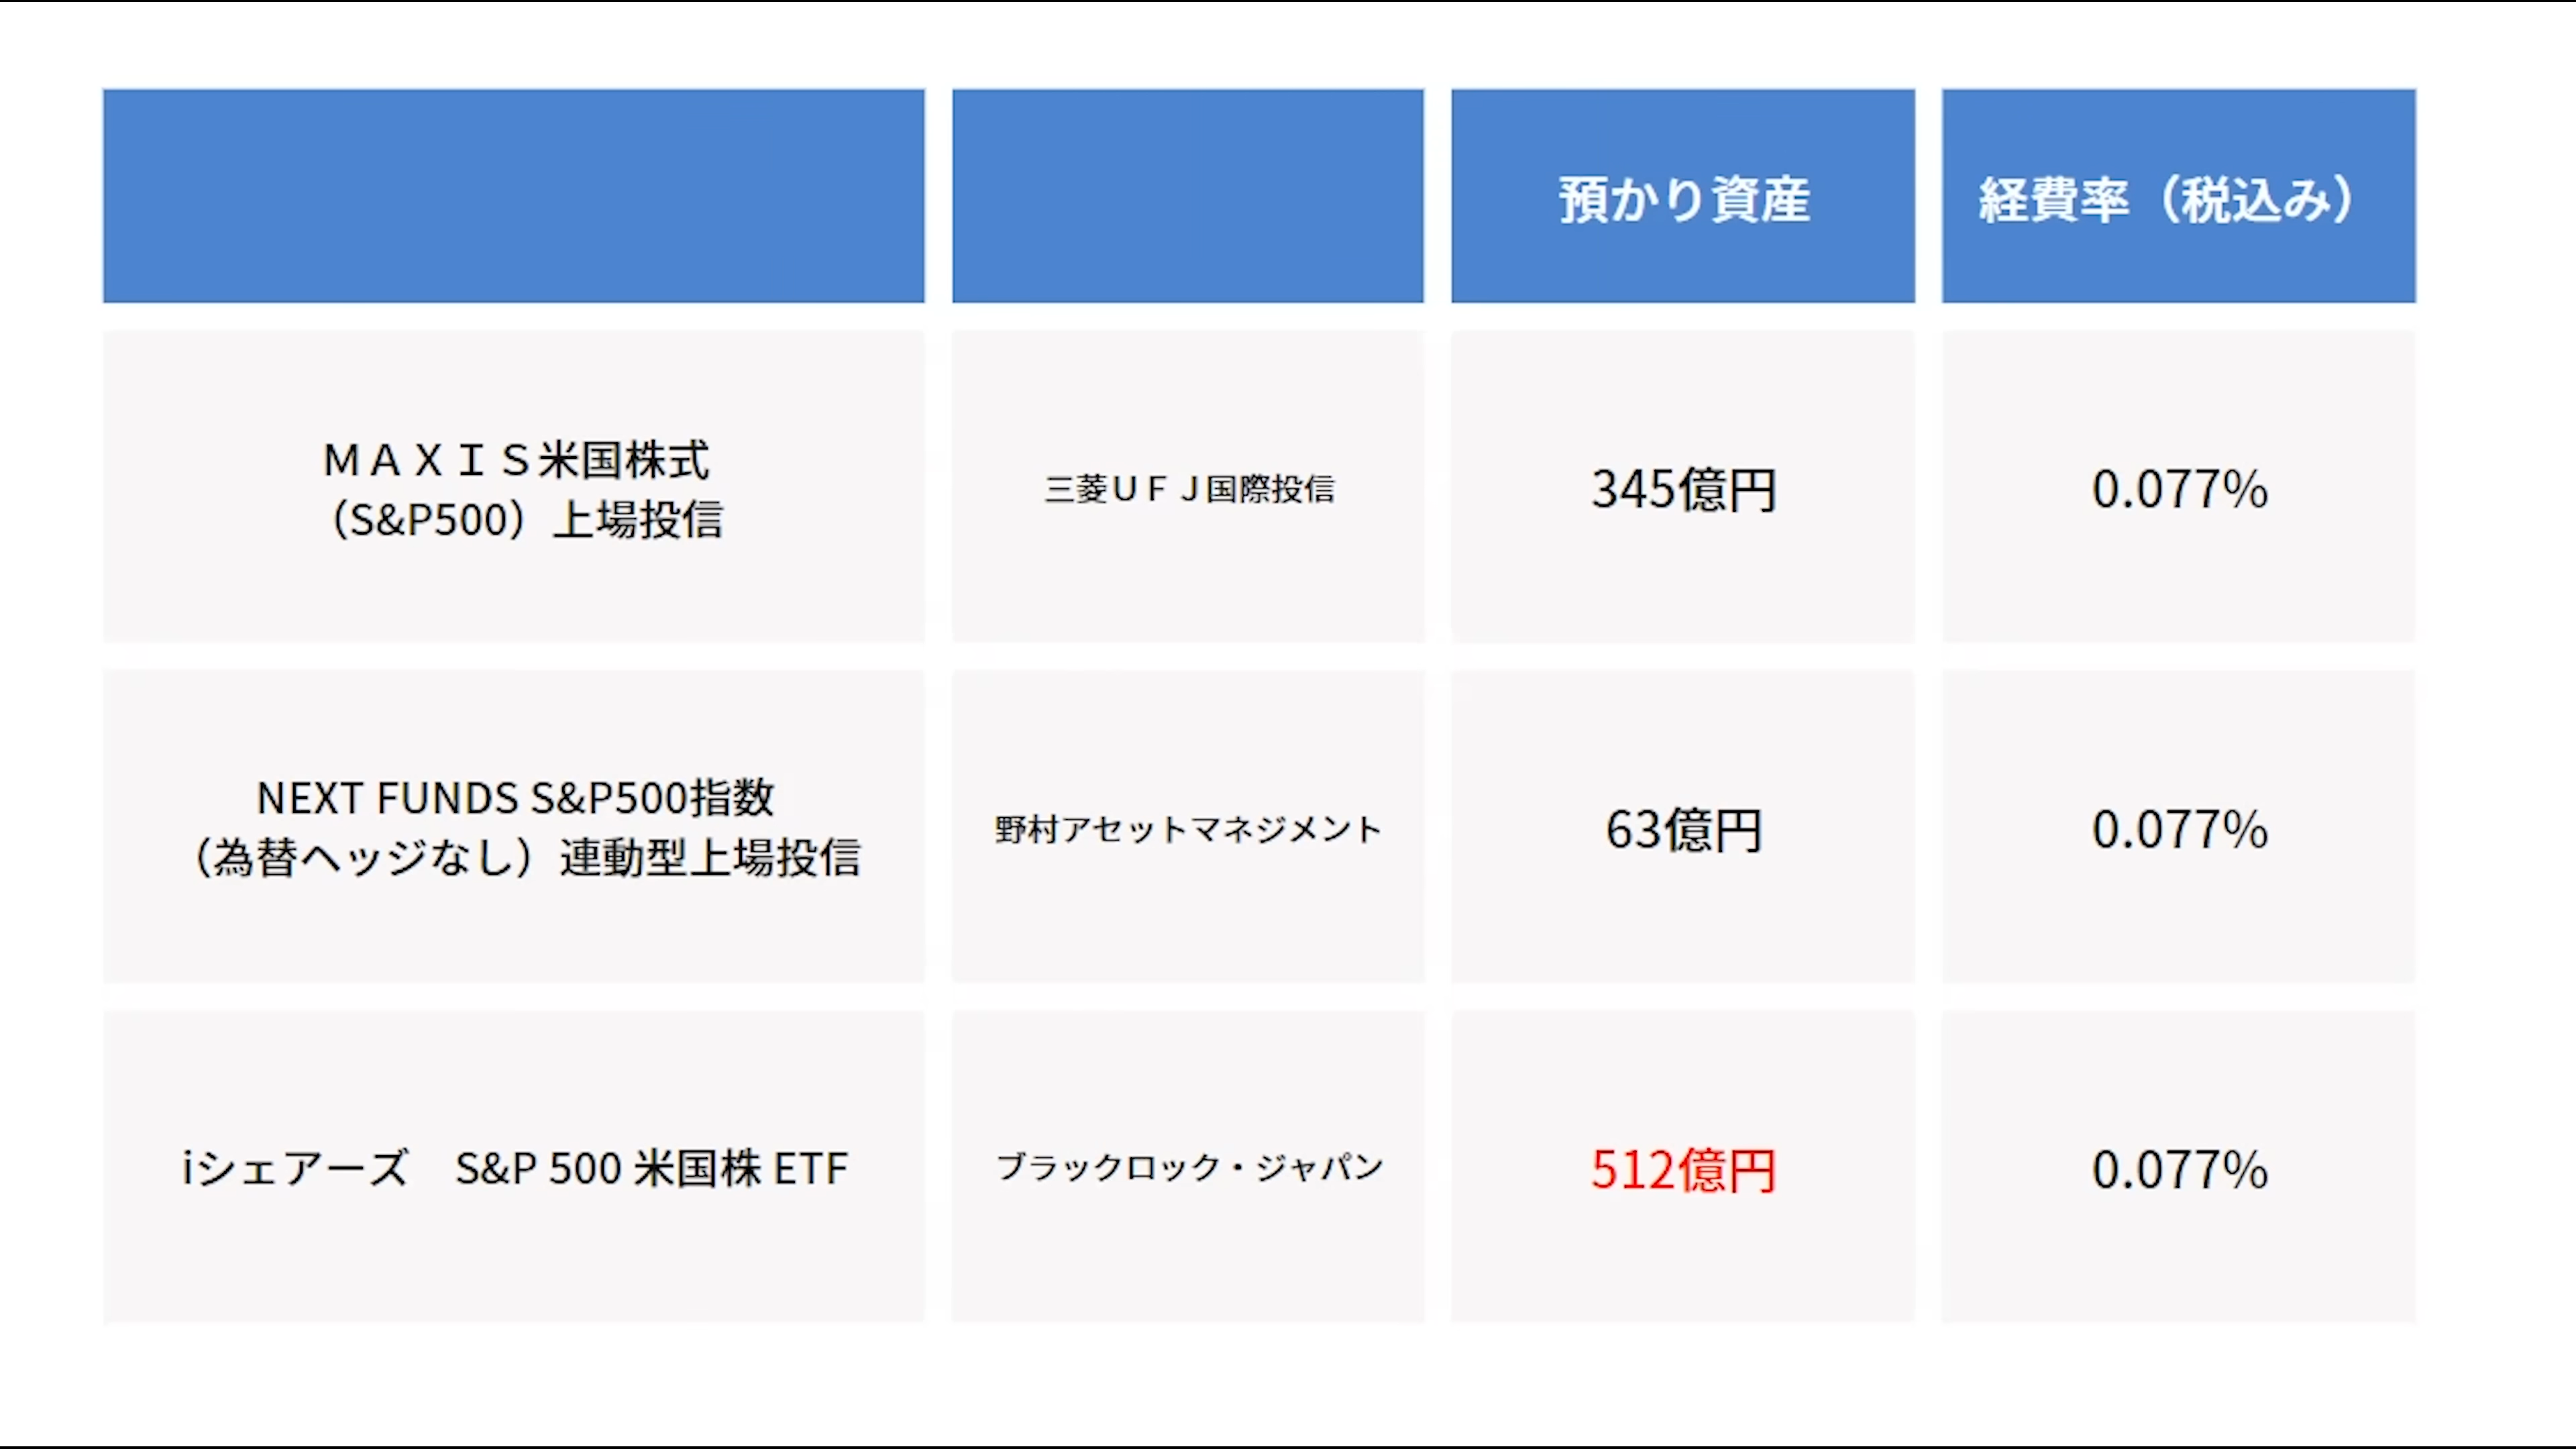 預かり資産
経費率（税込み）
ＭＡＸＩＳ米国株式
（S&P500）上場投信
三菱ＵＦＪ国際投信
345億円
0.077%
NEXT FUNDS S&P500指数
（為替ヘッジなし）連動型上場投信
野村アセットマネジメント
63億円
0.077%
iシェアーズ　S&P 500 米国株 ETF
ブラックロック・ジャパン
512億円
0.077%